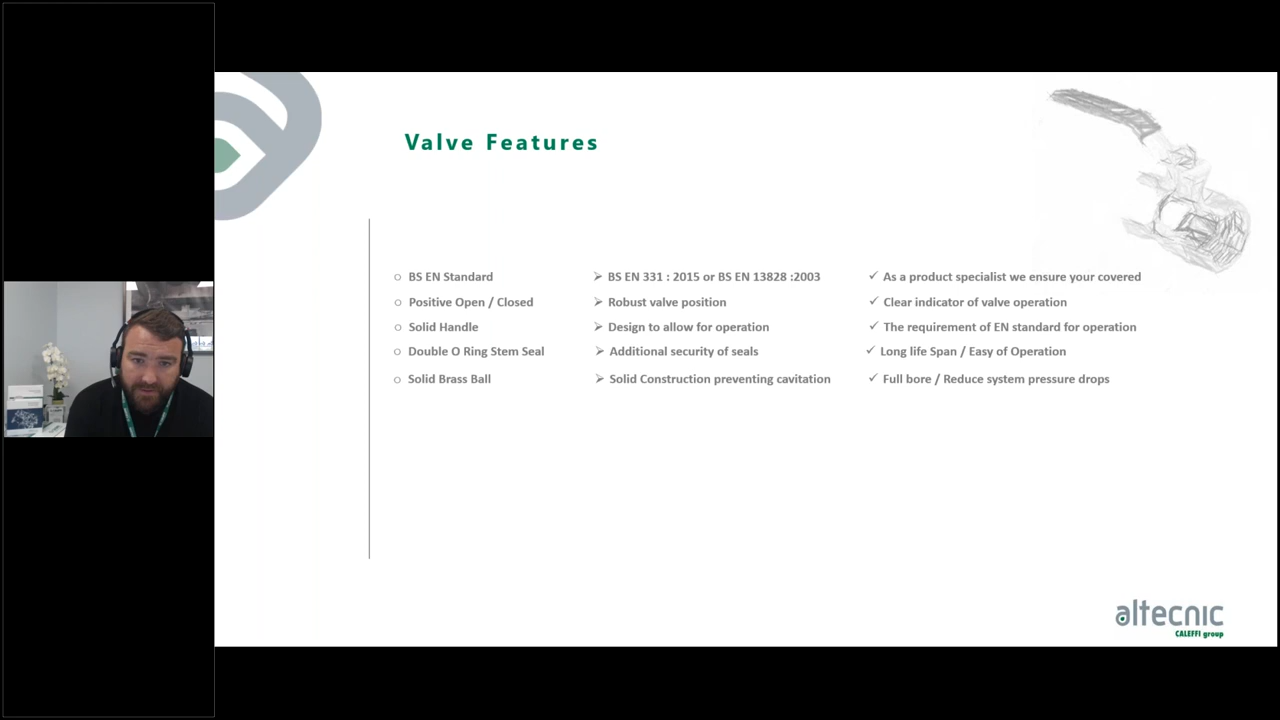 Valve Features
BS EN Standard
BS EN 331 : 2015 or BS EN 13828 :2003
As a product specialist we ensure your covered
Positive Open / Closed
Robust valve position
Clear indicator of valve operation
Solid Handle
Design to allow for operation
The requirement of EN standard for operation
Double O Ring Stem Seal
Additional security of seals
Long life Span / Easy of Operation
Solid Brass Ball
Solid Construction preventing cavitation
Full bore / Reduce system pressure drops
altecnic
CALEFFI group